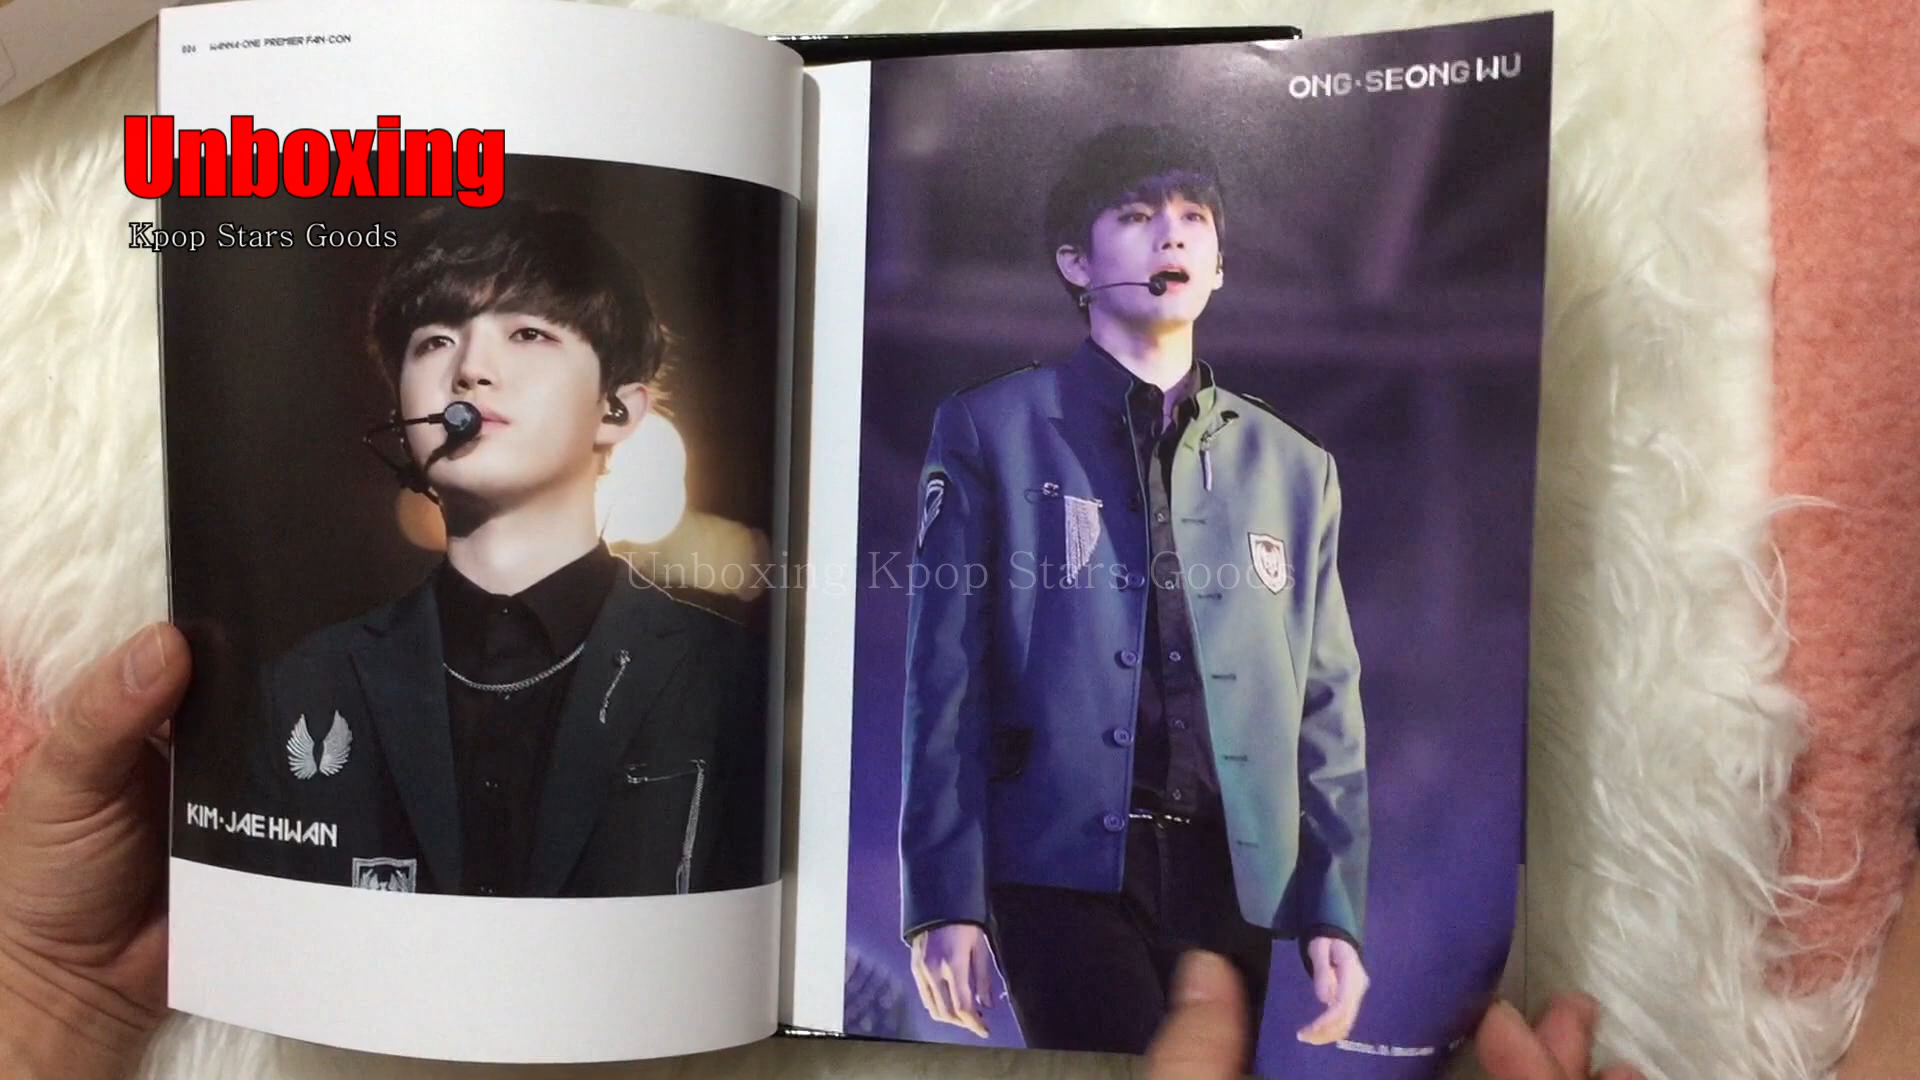 004 WANNA·ONE PREMIER FAN-CON
ONG·SEONG WU
Unboxing
Kpop Stars Goods
Unboxing Kpop Stars Goods
KIM·JAE HWAN